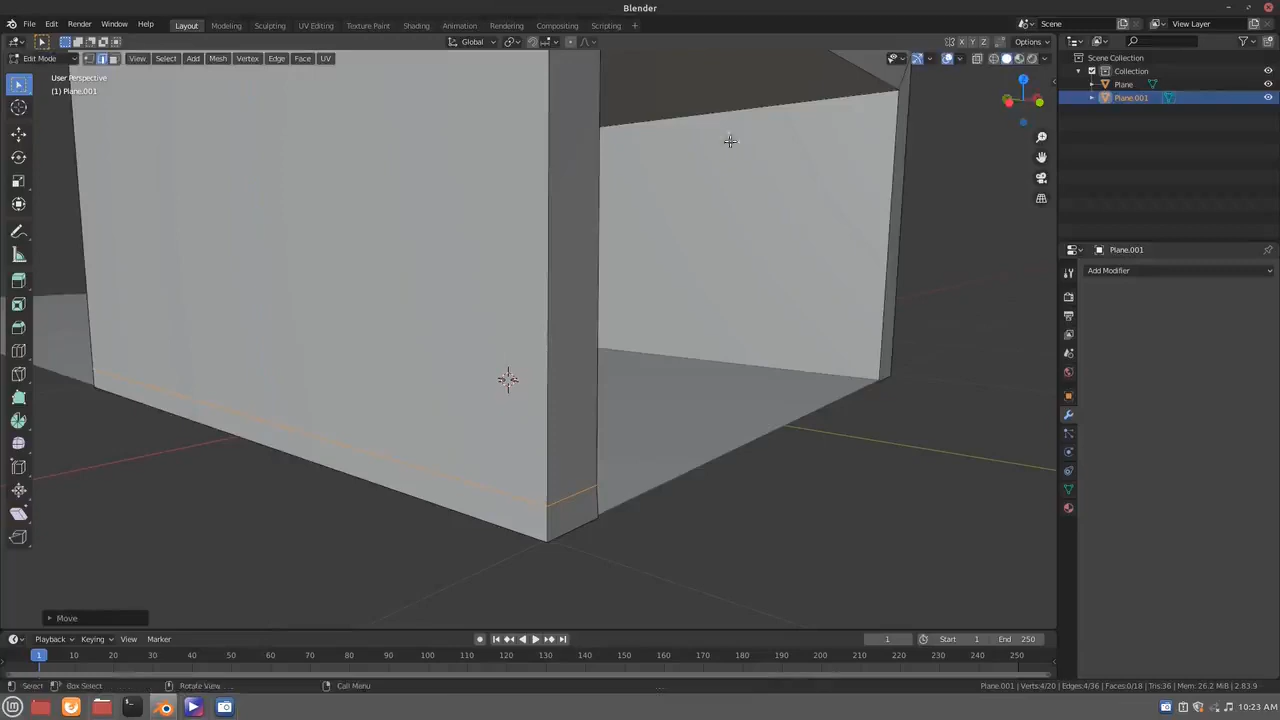 Blender
File Edit Render Window Help Layout Modeling Sculpting UV Editing Texture Paint Shading Animation Rendering Compositing Scripting + Scene View Layer
Global X Y Z Options
Edit Mode View Select Add Mesh Vertex Edge Face UV
User Perspective
(1) Plane.001
Scene Collection
Collection
Plane
Plane.001
Plane.001
Add Modifier
Move
Playback Keying View Marker 1 Start 1 End 250
1 10 20 30 40 50 60 70 80 90 100 110 120 130 140 150 160 170 180 190 200 210 220 230 240 250
Select Box Select Rotate View Call Menu Plane.001 | Verts:4/20 | Edges:4/36 | Faces:0/18 | Tris:36 | Mem: 26.2 MiB | 2.83.9
10:23 AM